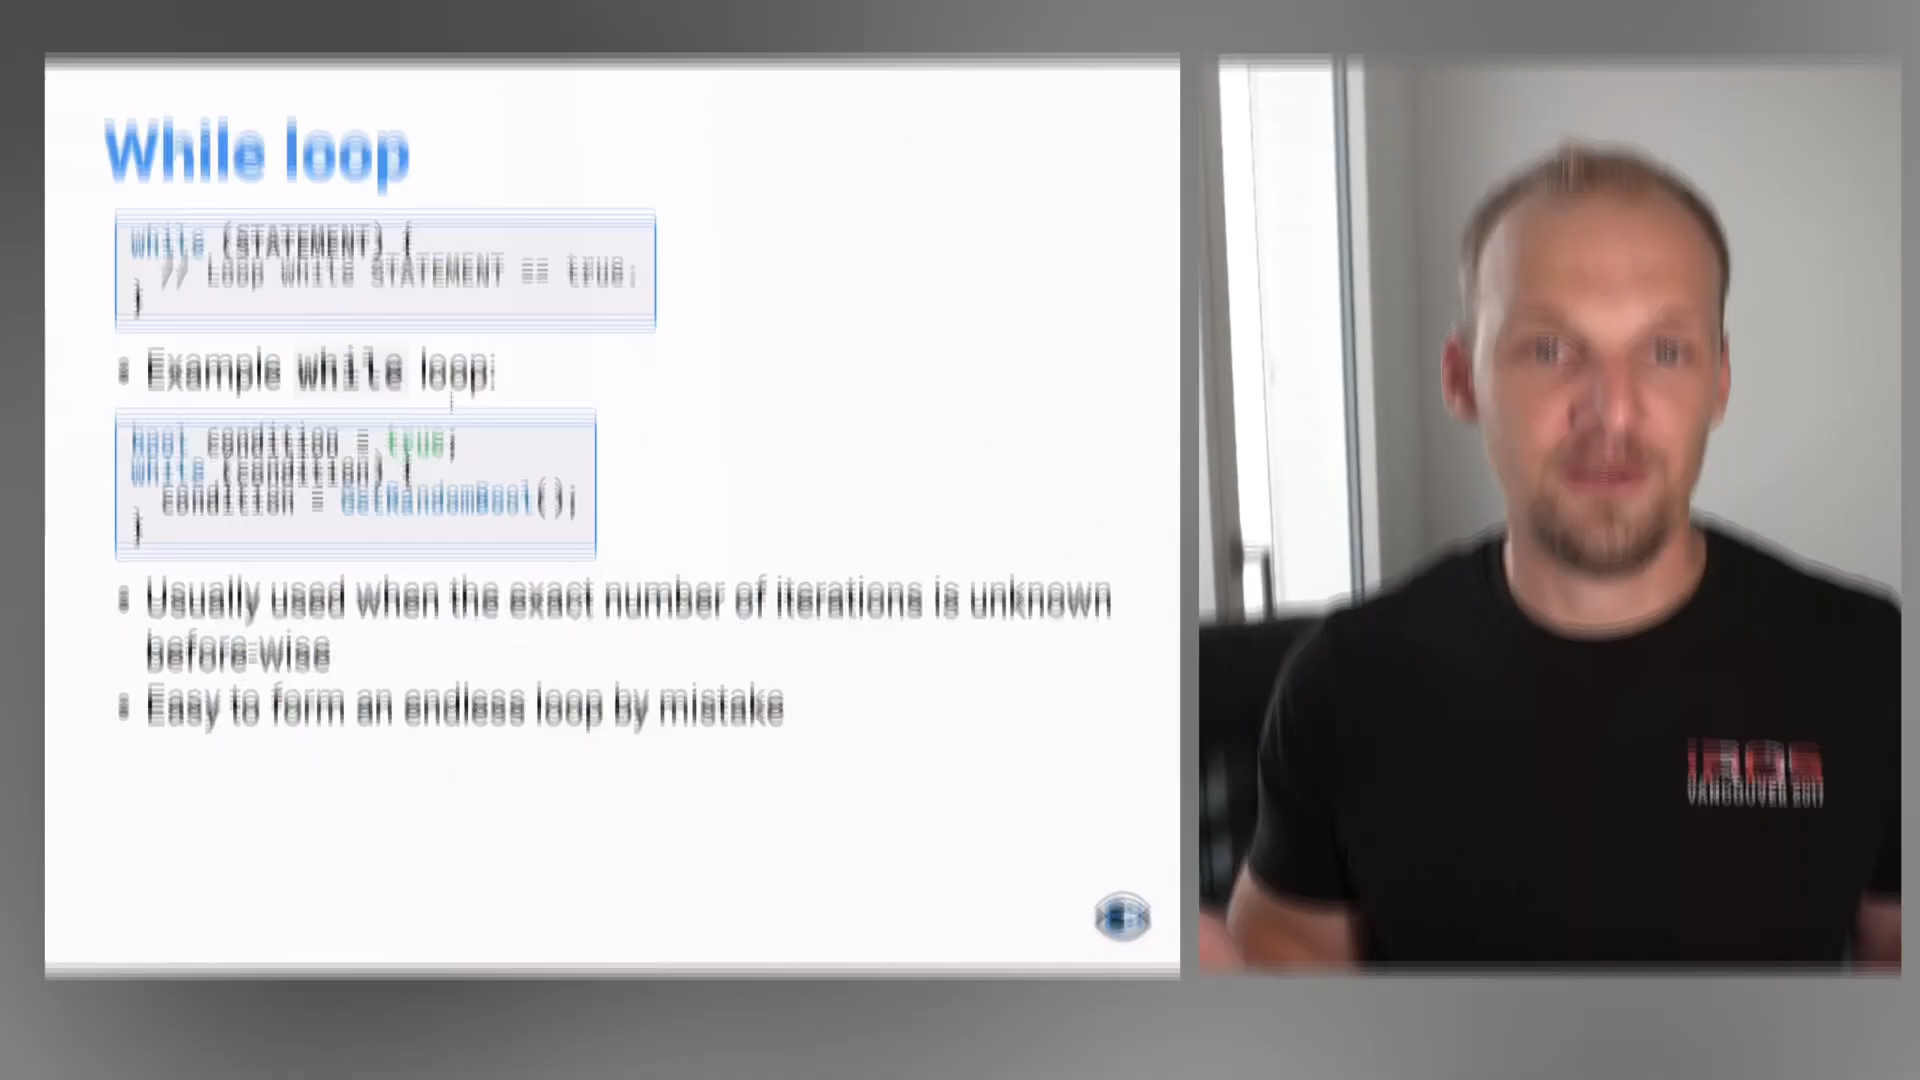 While loop
while (STATEMENT) {
// Loop while STATEMENT == true;
}
• Example while loop:
bool condition = true;
while (condition) {
condition = GetRandomBool();
}
• Usually used when the exact number of iterations is unknown
before-wise
• Easy to form an endless loop by mistake
VANCOUVER 2017